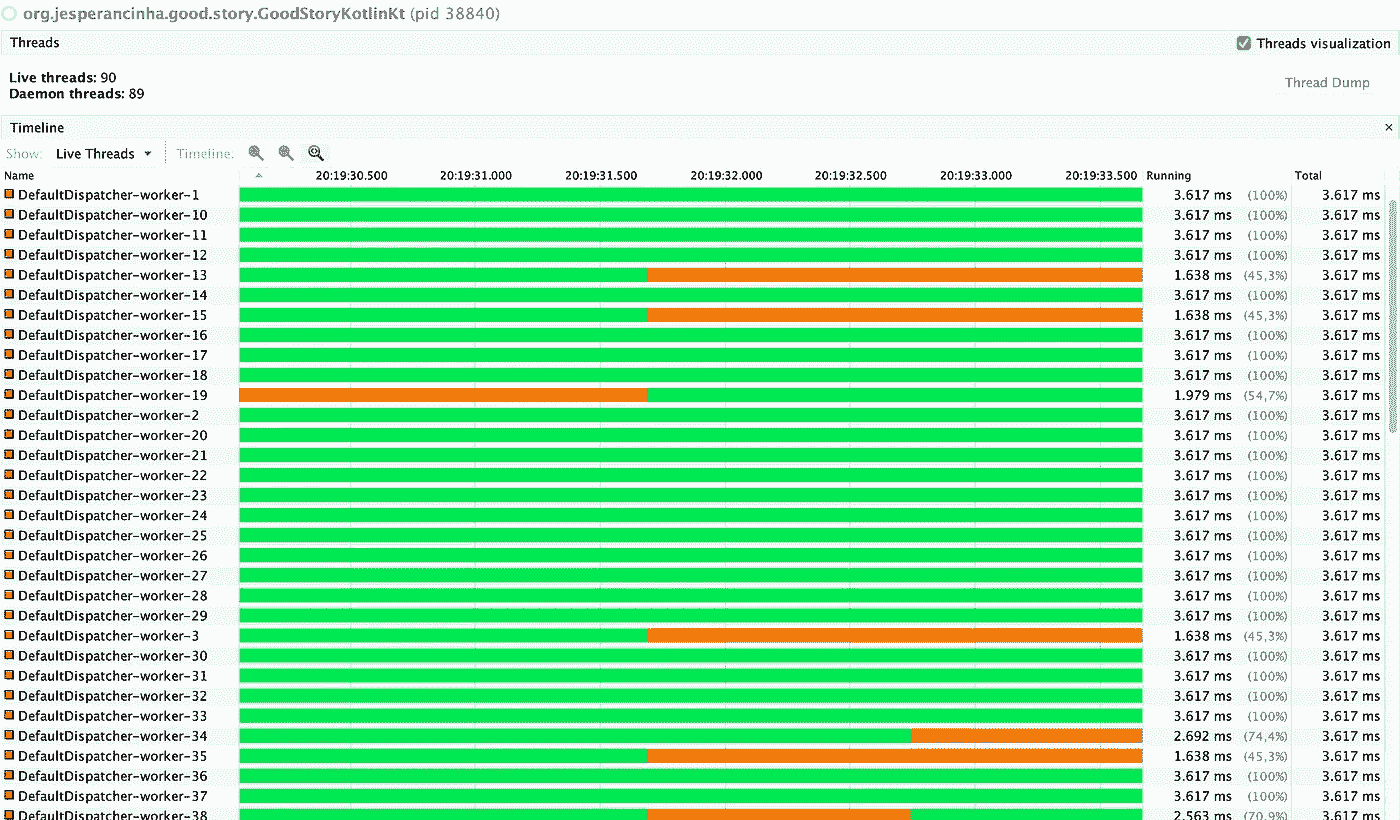 org.jesperancinha.good.story.GoodStoryKotlinKt (pid 38840)
Threads Threads visualization
Live threads: 90
Daemon threads: 89
Thread Dump
Timeline
Show: Live Threads Timeline:
Name 20:19:30.500 20:19:31.000 20:19:31.500 20:19:32.000 20:19:32.500 20:19:33.000 20:19:33.500 Running Total
DefaultDispatcher-worker-1 3.617 ms (100%) 3.617 ms
DefaultDispatcher-worker-10 3.617 ms (100%) 3.617 ms
DefaultDispatcher-worker-11 3.617 ms (100%) 3.617 ms
DefaultDispatcher-worker-12 3.617 ms (100%) 3.617 ms
DefaultDispatcher-worker-13 1.638 ms (45,3%) 3.617 ms
DefaultDispatcher-worker-14 3.617 ms (100%) 3.617 ms
DefaultDispatcher-worker-15 1.638 ms (45,3%) 3.617 ms
DefaultDispatcher-worker-16 3.617 ms (100%) 3.617 ms
DefaultDispatcher-worker-17 3.617 ms (100%) 3.617 ms
DefaultDispatcher-worker-18 3.617 ms (100%) 3.617 ms
DefaultDispatcher-worker-19 1.979 ms (54,7%) 3.617 ms
DefaultDispatcher-worker-2 3.617 ms (100%) 3.617 ms
DefaultDispatcher-worker-20 3.617 ms (100%) 3.617 ms
DefaultDispatcher-worker-21 3.617 ms (100%) 3.617 ms
DefaultDispatcher-worker-22 3.617 ms (100%) 3.617 ms
DefaultDispatcher-worker-23 3.617 ms (100%) 3.617 ms
DefaultDispatcher-worker-24 3.617 ms (100%) 3.617 ms
DefaultDispatcher-worker-25 3.617 ms (100%) 3.617 ms
DefaultDispatcher-worker-26 3.617 ms (100%) 3.617 ms
DefaultDispatcher-worker-27 3.617 ms (100%) 3.617 ms
DefaultDispatcher-worker-28 3.617 ms (100%) 3.617 ms
DefaultDispatcher-worker-29 3.617 ms (100%) 3.617 ms
DefaultDispatcher-worker-3 1.638 ms (45,3%) 3.617 ms
DefaultDispatcher-worker-30 3.617 ms (100%) 3.617 ms
DefaultDispatcher-worker-31 3.617 ms (100%) 3.617 ms
DefaultDispatcher-worker-32 3.617 ms (100%) 3.617 ms
DefaultDispatcher-worker-33 3.617 ms (100%) 3.617 ms
DefaultDispatcher-worker-34 2.692 ms (74,4%) 3.617 ms
DefaultDispatcher-worker-35 1.638 ms (45,3%) 3.617 ms
DefaultDispatcher-worker-36 3.617 ms (100%) 3.617 ms
DefaultDispatcher-worker-37 3.617 ms (100%) 3.617 ms
DefaultDispatcher-worker-38 2.563 ms (70,9%) 3.617 ms